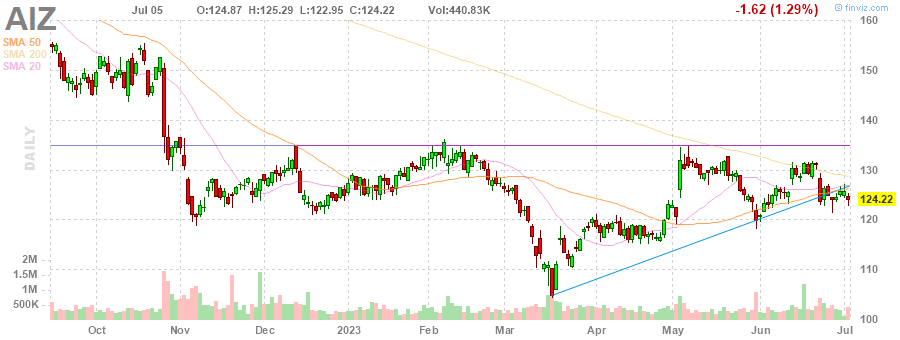 AIZ Jul 05 O:124.87 H:125.29 L:122.95 C:124.22 Vol:440.83K -1.62 (1.29%) © finviz.com
SMA 50
SMA 200
SMA 20
DAILY
160
150
140
130
124.22
120
110
100
2M
1.5M
1M
500K
Oct Nov Dec 2023 Feb Mar Apr May Jun Jul